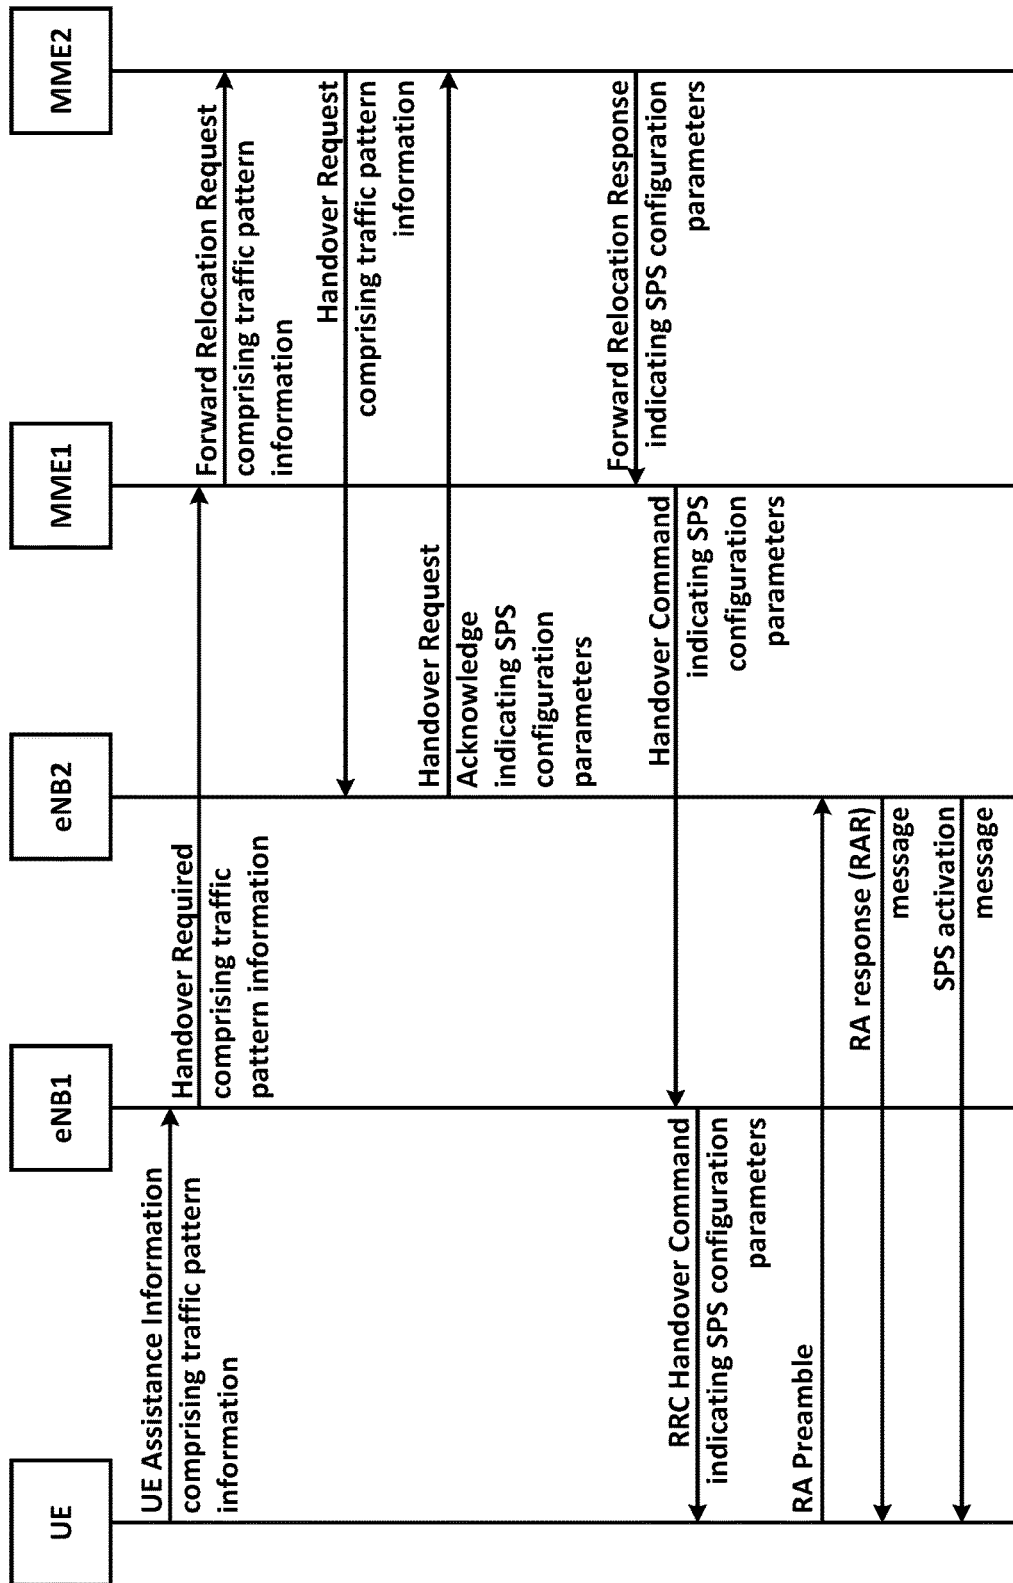 UE
eNB1
eNB2
MME1
MME2
UE Assistance Information
comprising traffic pattern
information
Handover Required
comprising traffic
pattern information
Forward Relocation Request
comprising traffic pattern
information
Handover Request
comprising traffic pattern
information
Handover Request
Acknowledge
indicating SPS
configuration
parameters
Forward Relocation Response
indicating SPS configuration
parameters
Handover Command
indicating SPS
configuration
parameters
RRC Handover Command
indicating SPS configuration
parameters
RA Preamble
RA response (RAR)
message
SPS activation
message